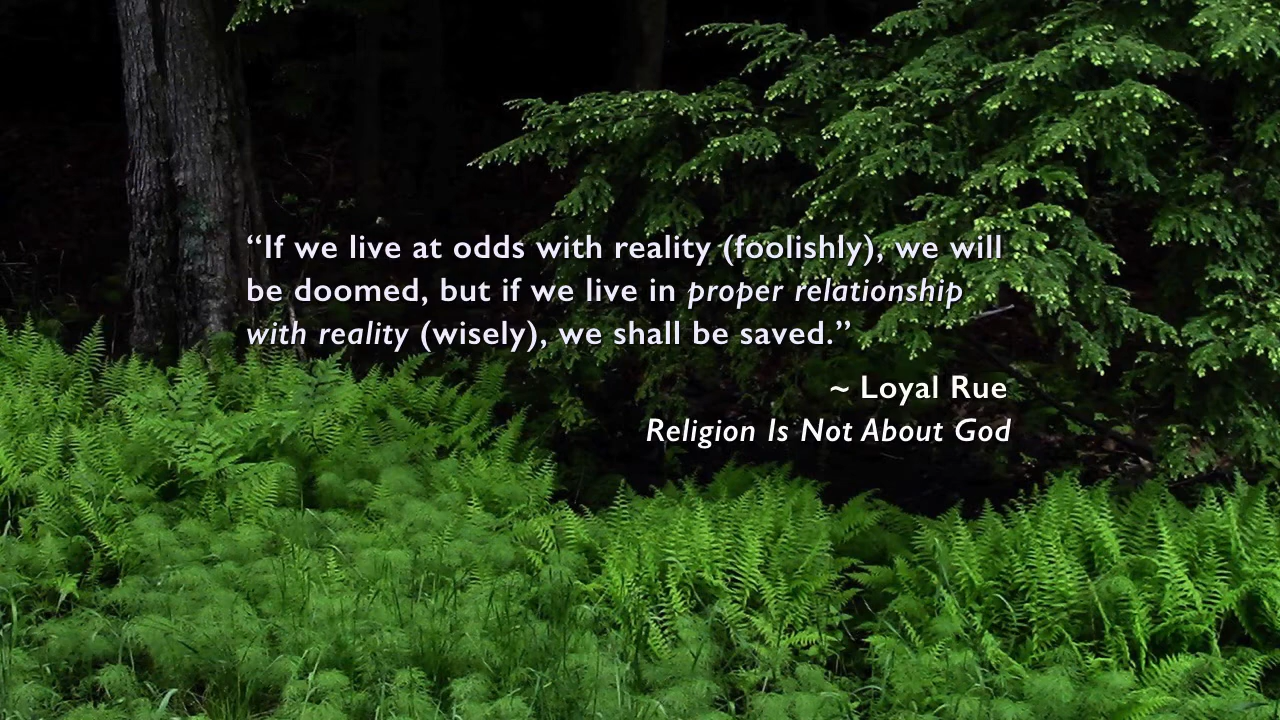 “If we live at odds with reality (foolishly), we will
be doomed, but if we live in proper relationship
with reality (wisely), we shall be saved.”
~ Loyal Rue
Religion Is Not About God